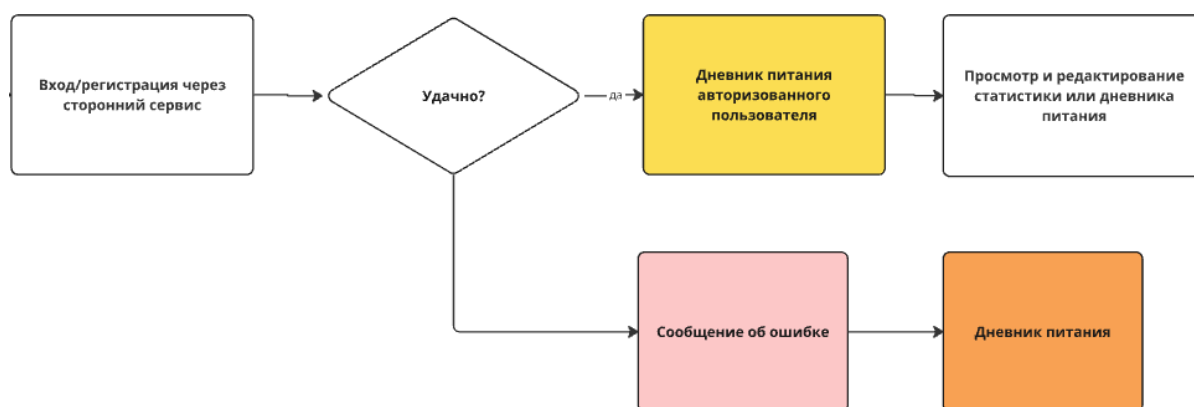 Вход/регистрация через
сторонний сервис
Удачно?
да
Дневник питания
авторизованного
пользователя
Просмотр и редактирование
статистики или дневника
питания
Сообщение об ошибке
Дневник питания